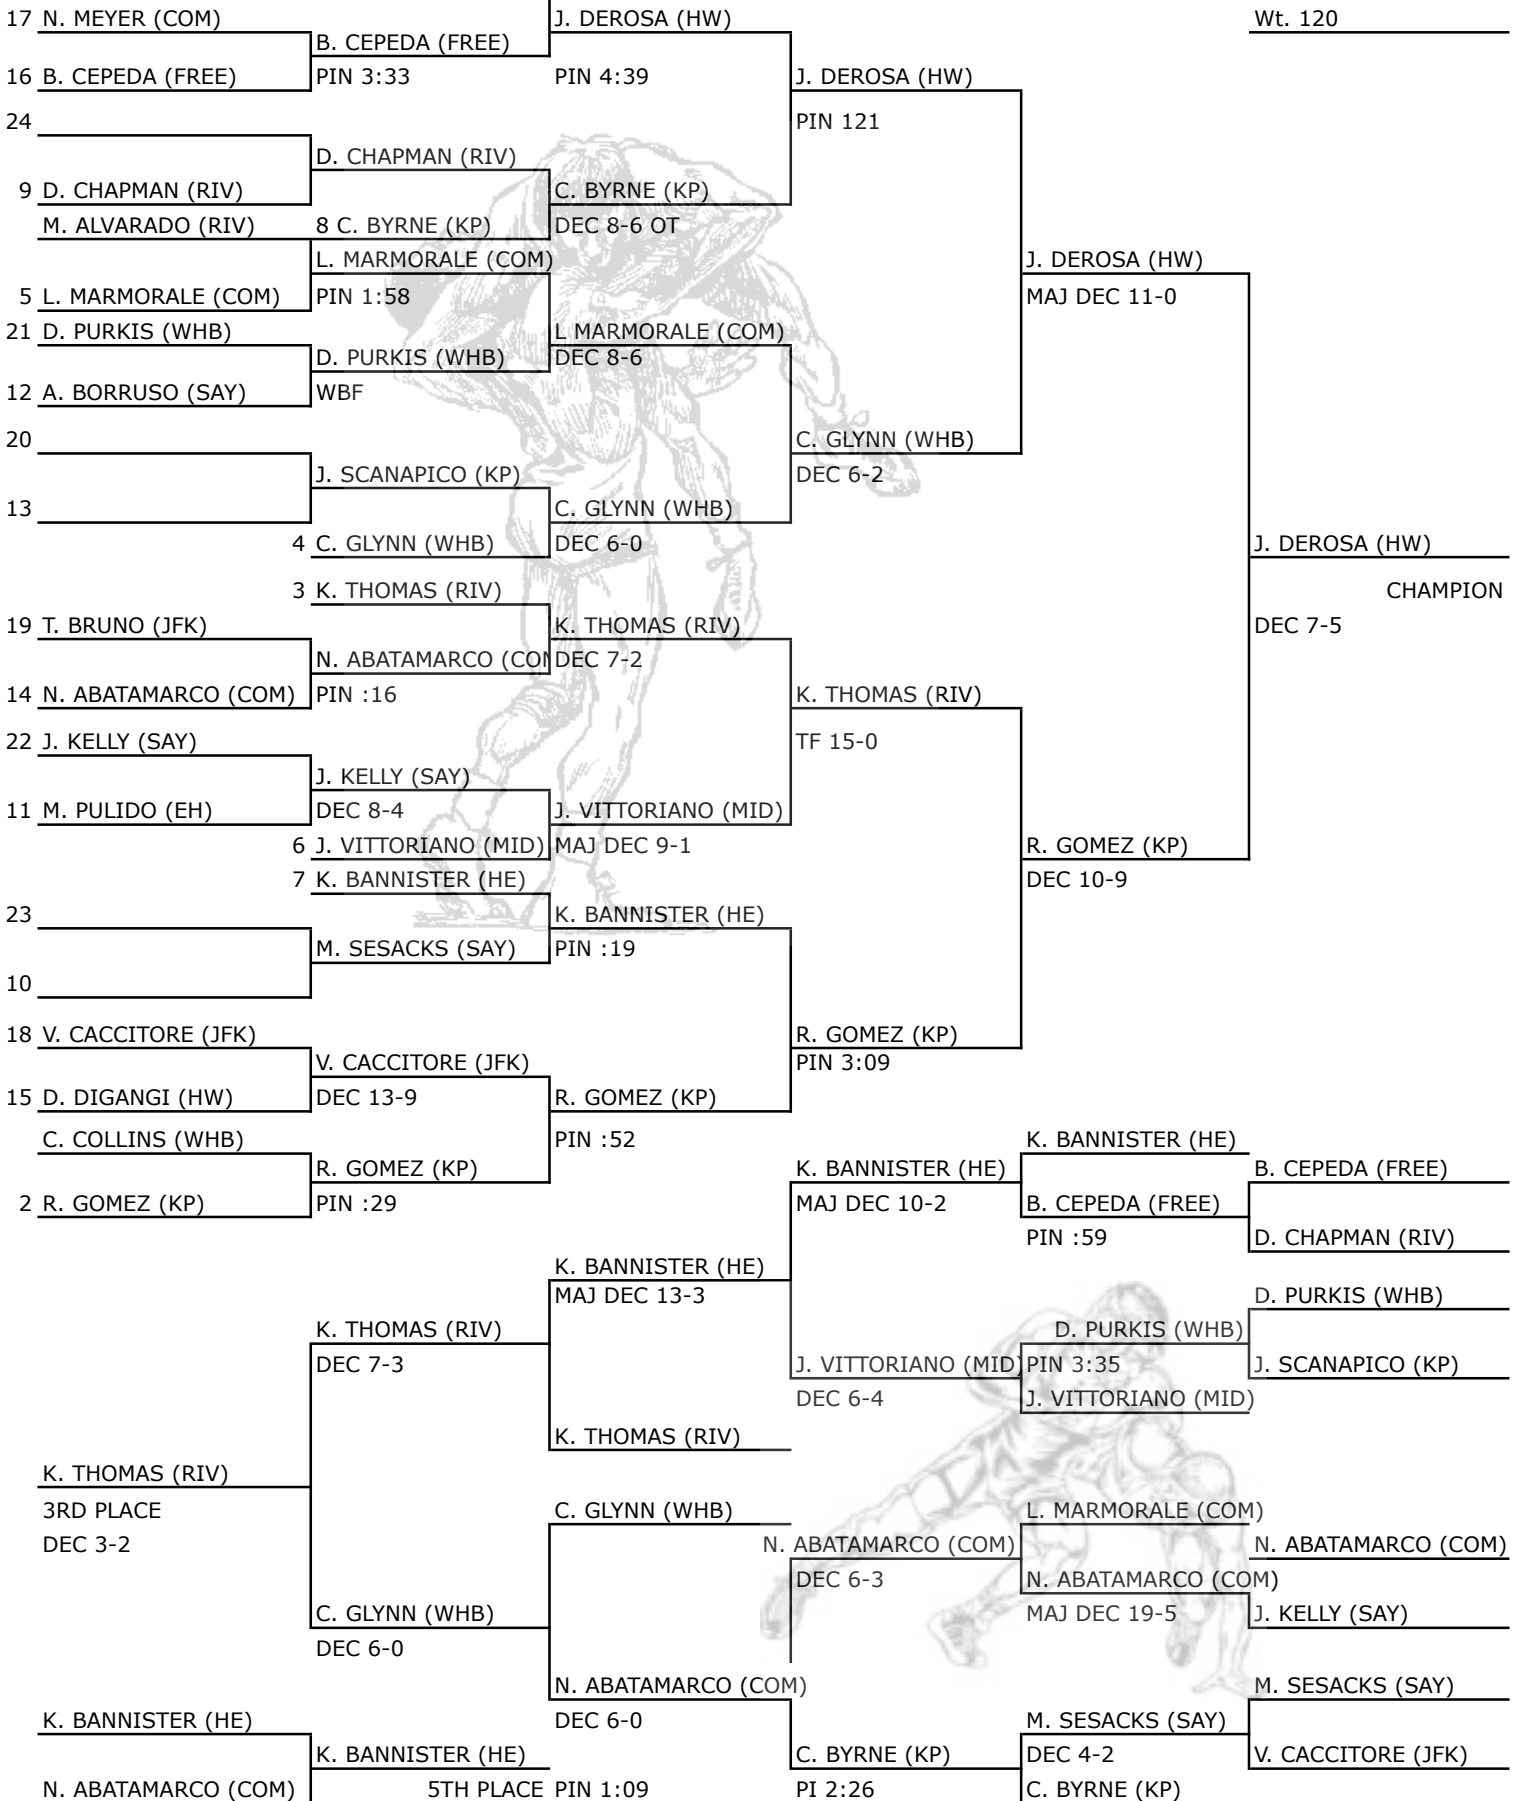 17 N. MEYER (COM) J. DEROSA (HW) Wt. 120
B. CEPEDA (FREE)
16 B. CEPEDA (FREE) PIN 3:33 PIN 4:39 J. DEROSA (HW)
24 PIN 121
D. CHAPMAN (RIV)
9 D. CHAPMAN (RIV) C. BYRNE (KP)
M. ALVARADO (RIV) 8 C. BYRNE (KP) DEC 8-6 OT
L. MARMORALE (COM) J. DEROSA (HW)
5 L. MARMORALE (COM) PIN 1:58 MAJ DEC 11-0
21 D. PURKIS (WHB) L MARMORALE (COM)
D. PURKIS (WHB) DEC 8-6
12 A. BORRUSO (SAY) WBF
20 C. GLYNN (WHB)
J. SCANAPICO (KP) DEC 6-2
13 C. GLYNN (WHB)
4 C. GLYNN (WHB) DEC 6-0 J. DEROSA (HW)
3 K. THOMAS (RIV) CHAMPION
19 T. BRUNO (JFK) K. THOMAS (RIV) DEC 7-5
N. ABATAMARCO (COM DEC 7-2
14 N. ABATAMARCO (COM) PIN :16 K. THOMAS (RIV)
22 J. KELLY (SAY) TF 15-0
J. KELLY (SAY)
11 M. PULIDO (EH) DEC 8-4 J. VITTORIANO (MID)
6 J. VITTORIANO (MID) MAJ DEC 9-1 R. GOMEZ (KP)
7 K. BANNISTER (HE) DEC 10-9
23 K. BANNISTER (HE)
M. SESACKS (SAY) PIN :19
10
18 V. CACCITORE (JFK) R. GOMEZ (KP)
V. CACCITORE (JFK) PIN 3:09
15 D. DIGANGI (HW) DEC 13-9 R. GOMEZ (KP)
C. COLLINS (WHB) PIN :52 K. BANNISTER (HE)
R. GOMEZ (KP) K. BANNISTER (HE) B. CEPEDA (FREE)
2 R. GOMEZ (KP) PIN :29 MAJ DEC 10-2 B. CEPEDA (FREE)
PIN :59 D. CHAPMAN (RIV)
K. BANNISTER (HE)
MAJ DEC 13-3 D. PURKIS (WHB)
K. THOMAS (RIV) D. PURKIS (WHB)
DEC 7-3 J. VITTORIANO (MID) PIN 3:35 J. SCANAPICO (KP)
DEC 6-4 J. VITTORIANO (MID)
K. THOMAS (RIV)
K. THOMAS (RIV)
3RD PLACE C. GLYNN (WHB) L. MARMORALE (COM)
DEC 3-2 N. ABATAMARCO (COM) N. ABATAMARCO (COM)
DEC 6-3 N. ABATAMARCO (COM)
C. GLYNN (WHB) MAJ DEC 19-5 J. KELLY (SAY)
DEC 6-0
N. ABATAMARCO (COM) M. SESACKS (SAY)
K. BANNISTER (HE) DEC 6-0 M. SESACKS (SAY)
K. BANNISTER (HE) C. BYRNE (KP) DEC 4-2 V. CACCITORE (JFK)
N. ABATAMARCO (COM) 5TH PLACE PIN 1:09 PI 2:26 C. BYRNE (KP)